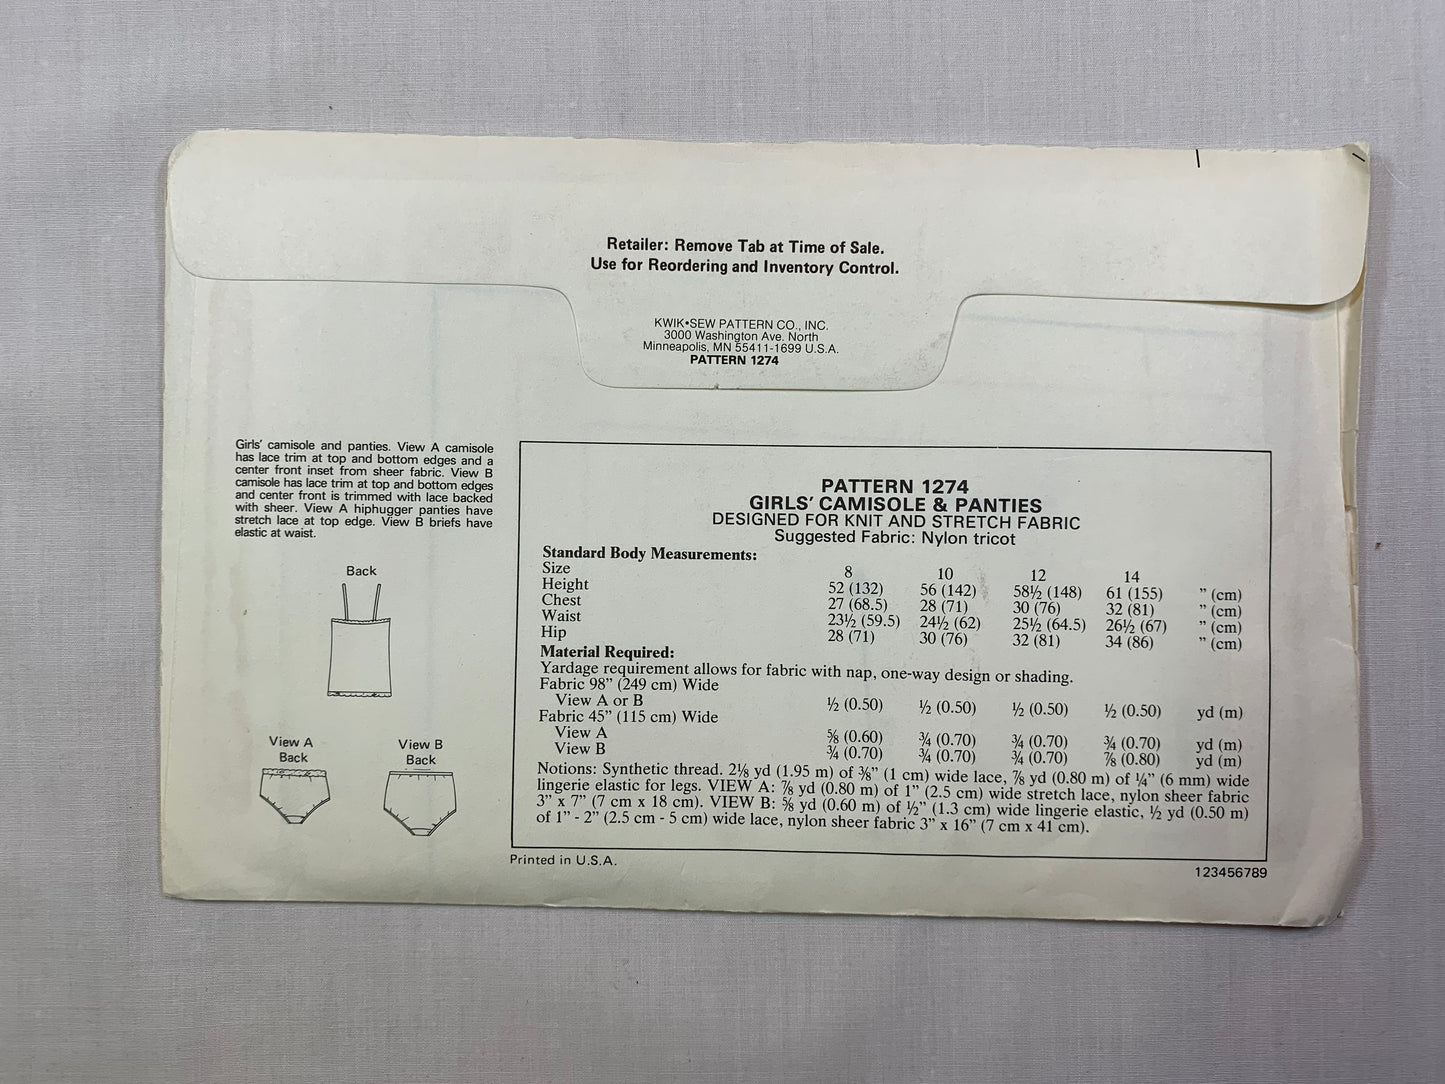 Retailer: Remove Tab at Time of Sale.
Use for Reordering and Inventory Control.
KWIK•SEW PATTERN CO., INC.
3000 Washington Ave. North
Minneapolis, MN 55411-1699 U.S.A.
PATTERN 1274
Girls' camisole and panties. View A camisole
has lace trim at top and bottom edges and a
center front inset from sheer fabric. View B
camisole has lace trim at top and bottom edges
and center front is trimmed with lace backed
with sheer. View A hiphugger panties have
stretch lace at top edge. View B briefs have
elastic at waist.
Back
View A
Back
View B
Back
PATTERN 1274
GIRLS' CAMISOLE & PANTIES
DESIGNED FOR KNIT AND STRETCH FABRIC
Suggested Fabric: Nylon tricot
Standard Body Measurements:
Size 8 10 12 14
Height 52 (132) 56 (142) 58½ (148) 61 (155) ” (cm)
Chest 27 (68.5) 28 (71) 30 (76) 32 (81) ” (cm)
Waist 23½ (59.5) 24½ (62) 25½ (64.5) 26½ (67) ” (cm)
Hip 28 (71) 30 (76) 32 (81) 34 (86) ” (cm)
Material Required:
Yardage requirement allows for fabric with nap, one-way design or shading.
Fabric 98” (249 cm) Wide
View A or B ½ (0.50) ½ (0.50) ½ (0.50) ½ (0.50) yd (m)
Fabric 45” (115 cm) Wide
View A ⅝ (0.60) ¾ (0.70) ¾ (0.70) ¾ (0.70) yd (m)
View B ¾ (0.70) ¾ (0.70) ¾ (0.70) ⅞ (0.80) yd (m)
Notions: Synthetic thread. 2⅛ yd (1.95 m) of ⅜” (1 cm) wide lace, ⅞ yd (0.80 m) of ¼” (6 mm) wide
lingerie elastic for legs. VIEW A: ⅞ yd (0.80 m) of 1” (2.5 cm) wide stretch lace, nylon sheer fabric
3” x 7” (7 cm x 18 cm). VIEW B: ⅝ yd (0.60 m) of ½” (1.3 cm) wide lingerie elastic, ½ yd (0.50 m)
of 1” - 2” (2.5 cm - 5 cm) wide lace, nylon sheer fabric 3” x 16” (7 cm x 41 cm).
Printed in U.S.A.
123456789